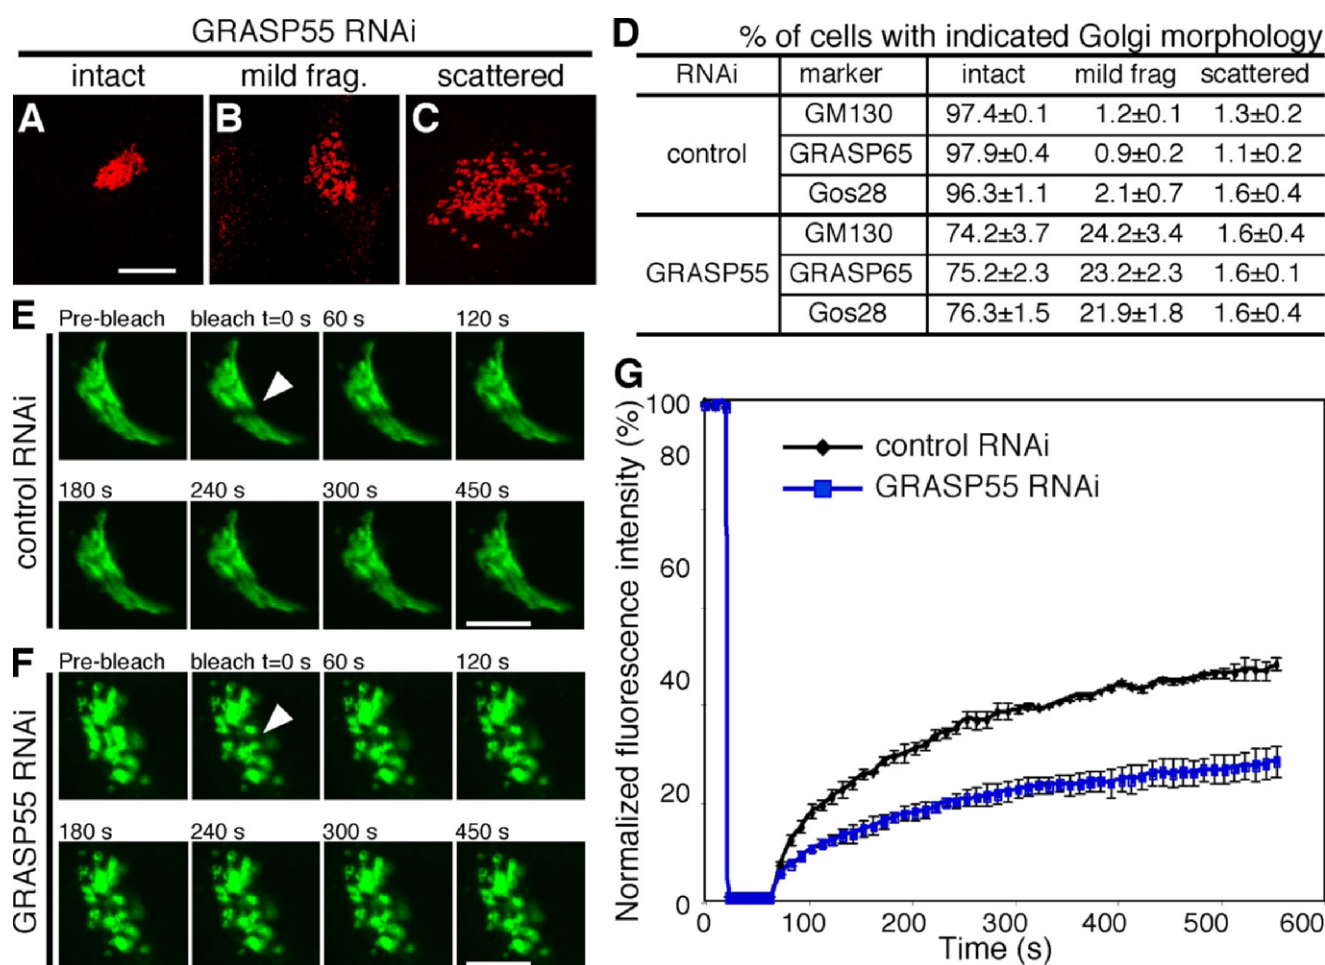 GRASP55 RNAi
intact mild frag. scattered
A B C
D % of cells with indicated Golgi morphology
RNAi marker intact mild frag scattered
control GM130 97.4±0.1 1.2±0.1 1.3±0.2
GRASP65 97.9±0.4 0.9±0.2 1.1±0.2
Gos28 96.3±1.1 2.1±0.7 1.6±0.4
GRASP55 GM130 74.2±3.7 24.2±3.4 1.6±0.4
GRASP65 75.2±2.3 23.2±2.3 1.6±0.1
Gos28 76.3±1.5 21.9±1.8 1.6±0.4
E control RNAi
Pre-bleach bleach t=0 s 60 s 120 s
180 s 240 s 300 s 450 s
F GRASP55 RNAi
Pre-bleach bleach t=0 s 60 s 120 s
180 s 240 s 300 s 450 s
G
Normalized fluorescence intensity (%)
100
80
60
40
20
0
control RNAi
GRASP55 RNAi
0 100 200 300 400 500 600
Time (s)